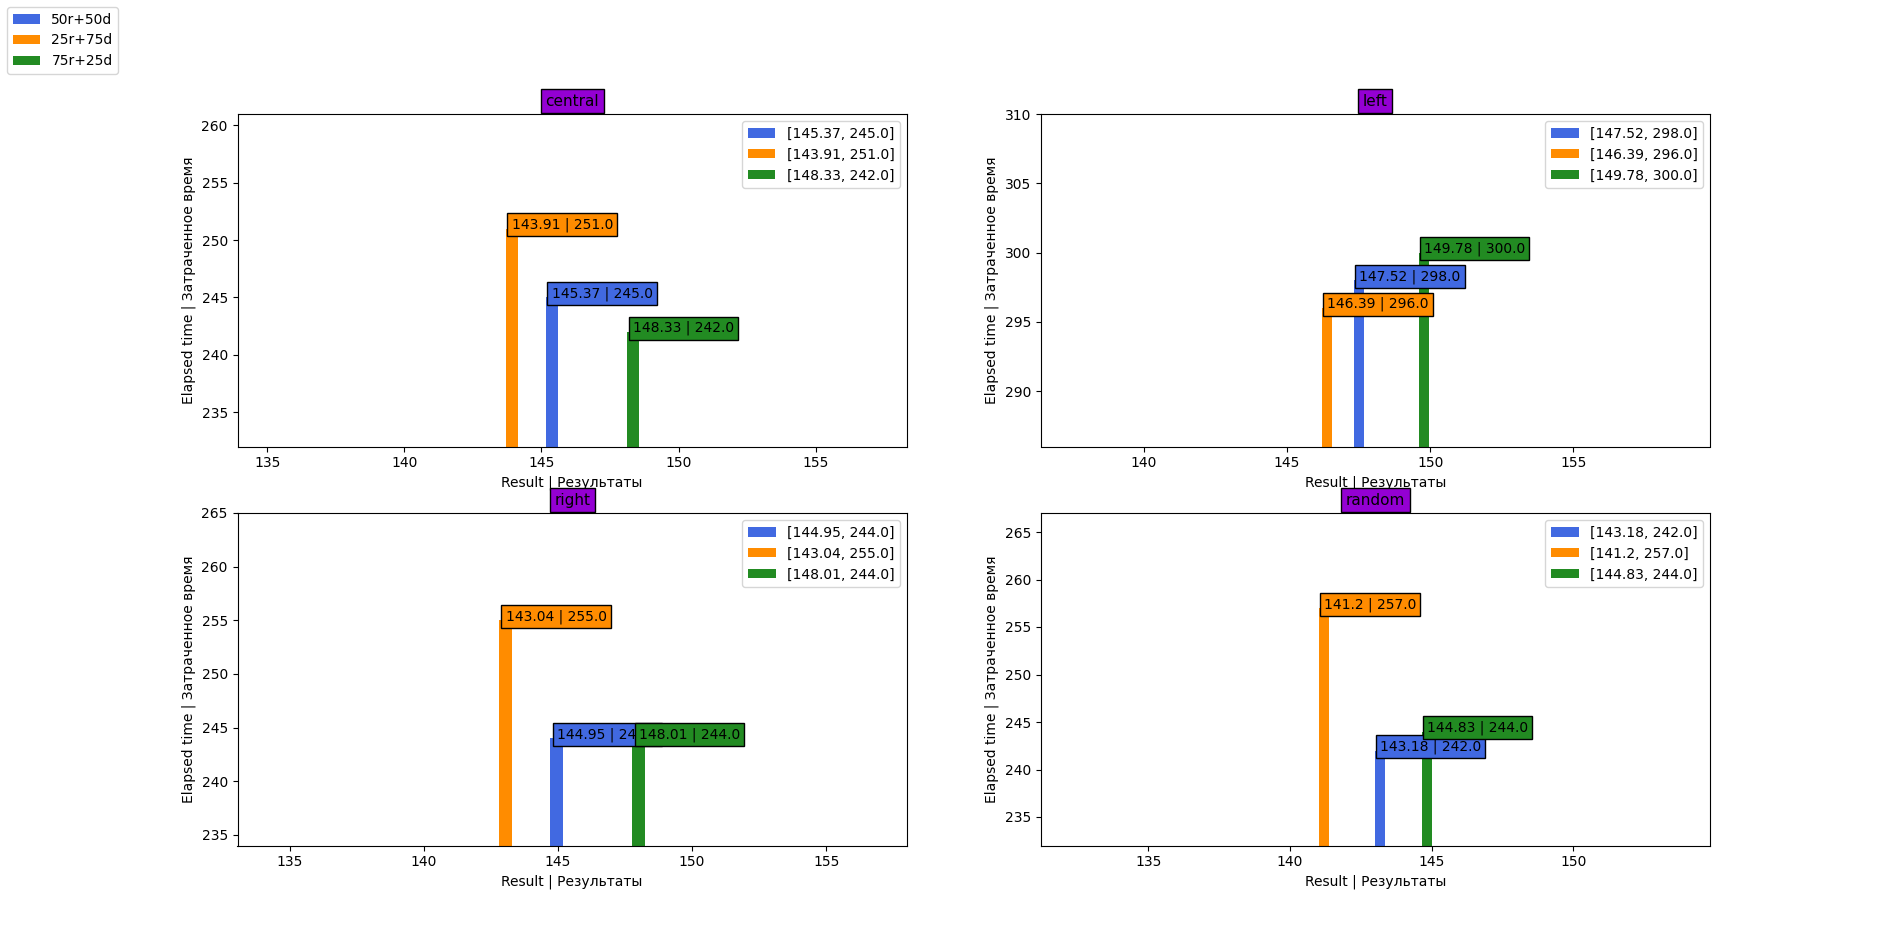 50r+50d
25r+75d
75r+25d
central
260
255
250
245
240
235
Elapsed time | Затраченное время
[145.37, 245.0]
[143.91, 251.0]
[148.33, 242.0]
143.91 | 251.0
145.37 | 245.0
148.33 | 242.0
135 140 145 150 155
Result | Результаты
left
310
305
300
295
290
Elapsed time | Затраченное время
[147.52, 298.0]
[146.39, 296.0]
[149.78, 300.0]
149.78 | 300.0
147.52 | 298.0
146.39 | 296.0
140 145 150 155
Result | Результаты
right
265
260
255
250
245
240
235
Elapsed time | Затраченное время
[144.95, 244.0]
[143.04, 255.0]
[148.01, 244.0]
143.04 | 255.0
144.95 | 24
148.01 | 244.0
135 140 145 150 155
Result | Результаты
random
265
260
255
250
245
240
235
Elapsed time | Затраченное время
[143.18, 242.0]
[141.2, 257.0]
[144.83, 244.0]
141.2 | 257.0
144.83 | 244.0
143.18 | 242.0
135 140 145 150
Result | Результаты